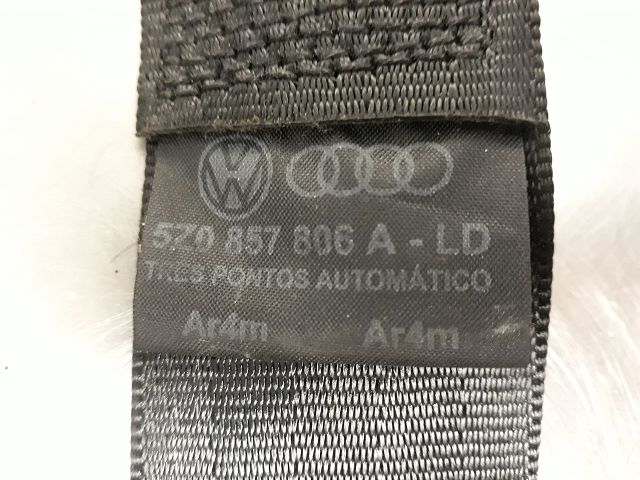 5Z0 857 806 A - LD
TRES PONTOS AUTOMÁTICO
Ar4m Ar4m